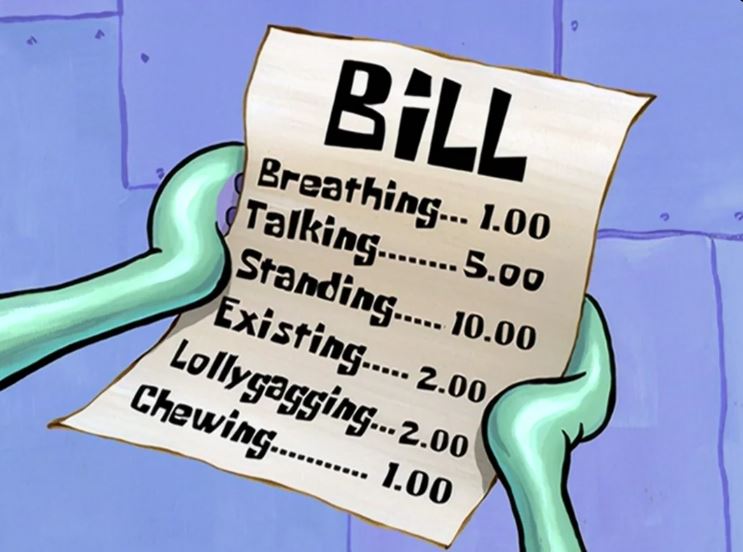 BiLL
Breathing... 1.00
Talking........ 5.00
Standing..... 10.00
Existing..... 2.00
Lollygagging... 2.00
Chewing........... 1.00